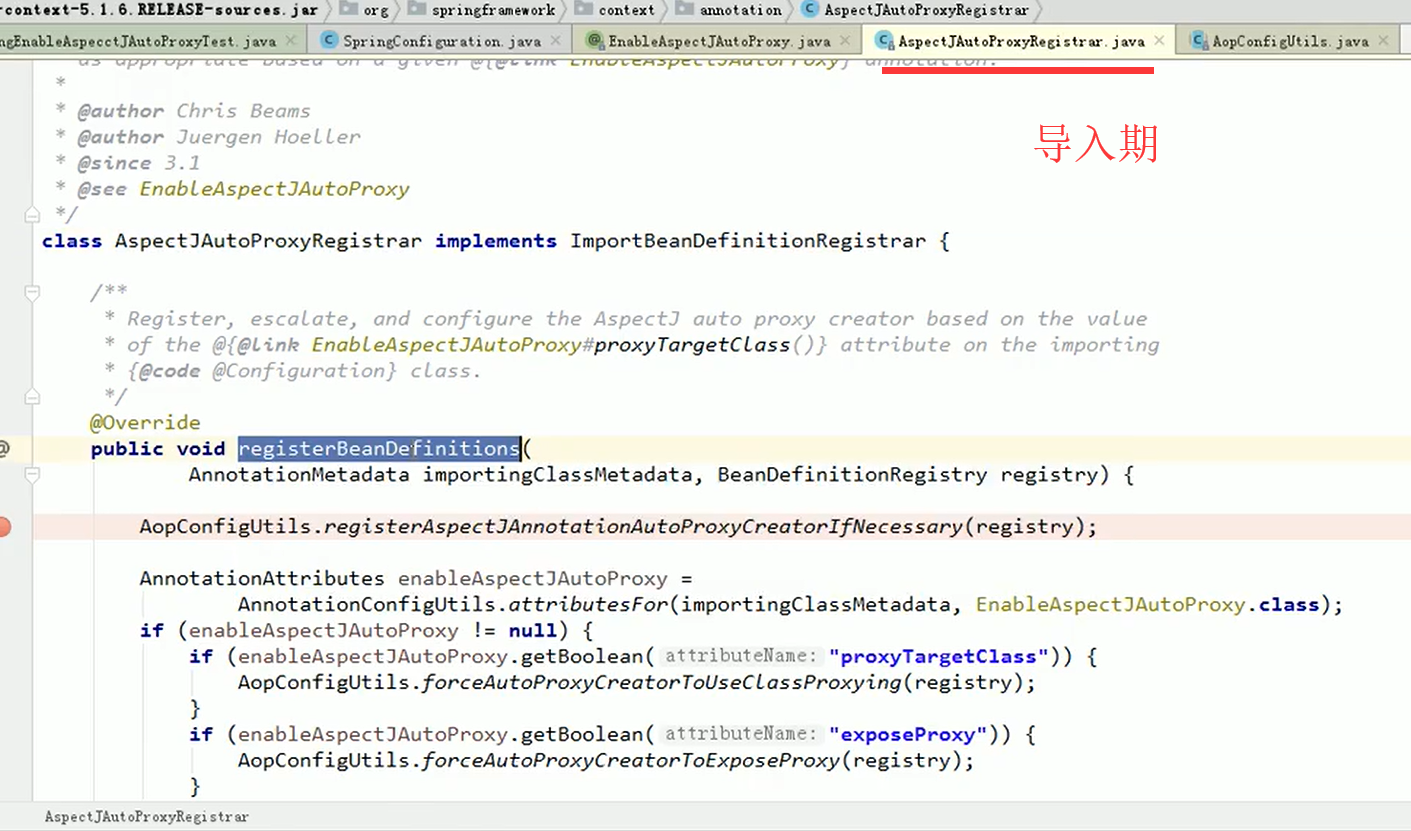 context-5.1.6.RELEASE-sources.jar org springframework context annotation AspectJAutoProxyRegistrar
ngEnableAspecctJAutoProxyTest.java SpringConfiguration.java EnableAspectJAutoProxy.java AspectJAutoProxyRegistrar.java AopConfigUtils.java
as appropriate based on a given @{@link EnableAspectJAutoProxy} annotation.
*
* @author Chris Beams
导入期
* @author Juergen Hoeller
* @since 3.1
* @see EnableAspectJAutoProxy
*/
class AspectJAutoProxyRegistrar implements ImportBeanDefinitionRegistrar {
/**
* Register, escalate, and configure the AspectJ auto proxy creator based on the value
* of the @{@link EnableAspectJAutoProxy#proxyTargetClass()} attribute on the importing
* {@code @Configuration} class.
*/
@Override
public void registerBeanDefinitions(
AnnotationMetadata importingClassMetadata, BeanDefinitionRegistry registry) {
AopConfigUtils.registerAspectJAnnotationAutoProxyCreatorIfNecessary(registry);
AnnotationAttributes enableAspectJAutoProxy =
AnnotationConfigUtils.attributesFor(importingClassMetadata, EnableAspectJAutoProxy.class);
if (enableAspectJAutoProxy != null) {
if (enableAspectJAutoProxy.getBoolean( attributeName: "proxyTargetClass")) {
AopConfigUtils.forceAutoProxyCreatorToUseClassProxying(registry);
}
if (enableAspectJAutoProxy.getBoolean( attributeName: "exposeProxy")) {
AopConfigUtils.forceAutoProxyCreatorToExposeProxy(registry);
}
AspectJAutoProxyRegistrar